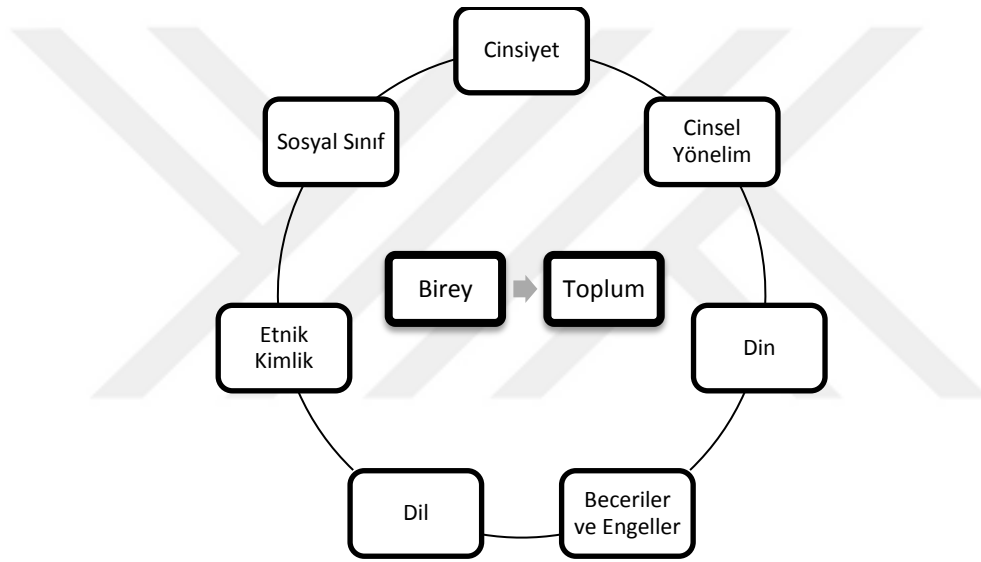 Cinsiyet
Cinsel
Yönelim
Sosyal Sınıf
Birey
Toplum
Etnik
Kimlik
Din
Dil
Beceriler
ve Engeller